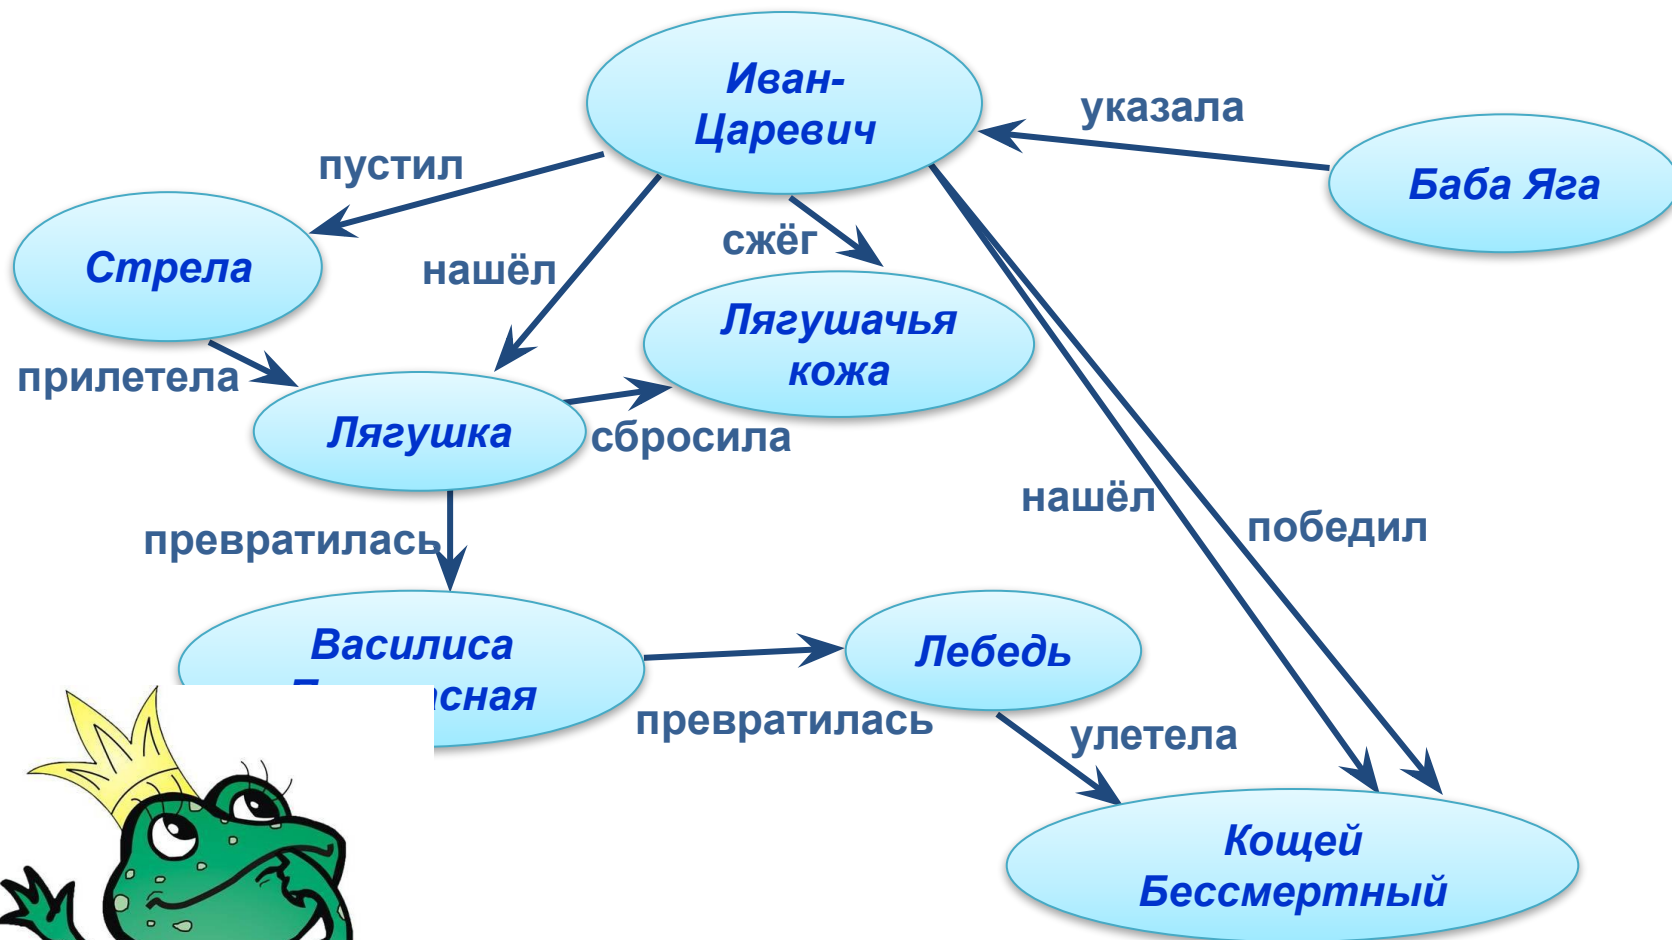 Иван-
Царевич
указала
Баба Яга
пустил
Стрела
нашёл
сжёг
Лягушачья
кожа
прилетела
Лягушка
сбросила
нашёл
победил
превратилась
Василиса
сная
Лебедь
превратилась
улетела
Кощей
Бессмертный